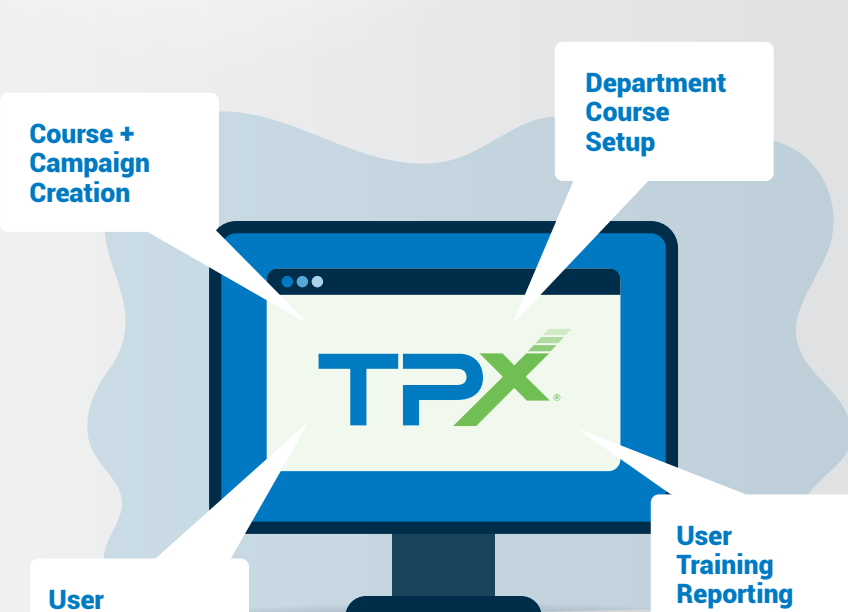 Department
Course
Setup
Course +
Campaign
Creation
TPX®
User
Training
Reporting
User